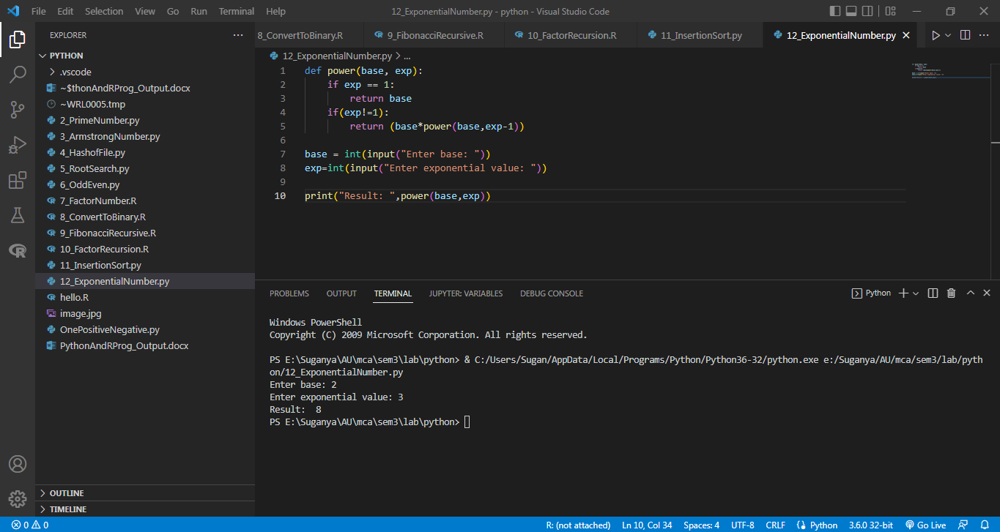 File Edit Selection View Go Run Terminal Help 12_ExponentialNumber.py - python - Visual Studio Code
EXPLORER
PYTHON
.vscode
~$thonAndRProg_Output.docx
~WRL0005.tmp
2_PrimeNumber.py
3_ArmstrongNumber.py
4_HashofFile.py
5_RootSearch.py
6_OddEven.py
7_FactorNumber.R
8_ConvertToBinary.R
9_FibonacciRecursive.R
10_FactorRecursion.R
11_InsertionSort.py
12_ExponentialNumber.py
hello.R
image.jpg
OnePositiveNegative.py
PythonAndRProg_Output.docx
OUTLINE
TIMELINE
8_ConvertToBinary.R 9_FibonacciRecursive.R 10_FactorRecursion.R 11_InsertionSort.py 12_ExponentialNumber.py
12_ExponentialNumber.py > ...
1 def power(base, exp):
2 if exp == 1:
3 return base
4 if(exp!=1):
5 return (base*power(base,exp-1))
6
7 base = int(input("Enter base: "))
8 exp=int(input("Enter exponential value: "))
9
10 print("Result: ",power(base,exp))
PROBLEMS OUTPUT TERMINAL JUPYTER: VARIABLES DEBUG CONSOLE Python
Windows PowerShell
Copyright (C) 2009 Microsoft Corporation. All rights reserved.
PS E:\Suganya\AU\mca\sem3\lab\python> & C:/Users/Sugan/AppData/Local/Programs/Python/Python36-32/python.exe e:/Suganya/AU/mca/sem3/lab/pyth
on/12_ExponentialNumber.py
Enter base: 2
Enter exponential value: 3
Result:  8
PS E:\Suganya\AU\mca\sem3\lab\python>
0 0 R: (not attached) Ln 10, Col 34 Spaces: 4 UTF-8 CRLF Python 3.6.0 32-bit Go Live